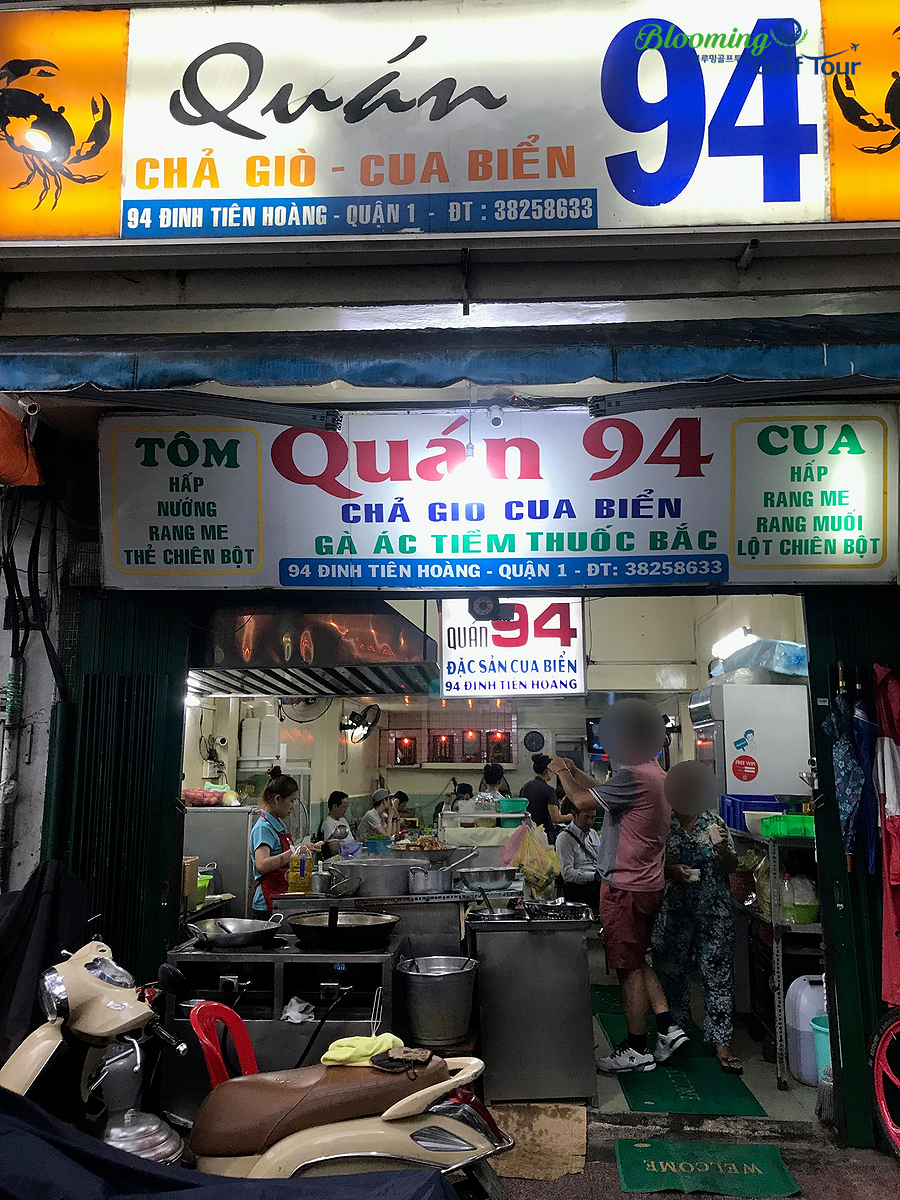 Blooming
Golf Tour
Quán 94
CHẢ GIÒ - CUA BIỂN
94 ĐINH TIÊN HOÀNG - QUẬN 1 - ĐT : 38258633
TÔM
HẤP
NƯỚNG
RANG ME
THẺ CHIÊN BỘT
Quán 94
CHẢ GIO CUA BIỂN
GÀ ÁC TIỀM THUỐC BẮC
94 ĐINH TIÊN HOÀNG - QUẬN 1 - ĐT: 38258633
CUA
HẤP
RANG ME
RANG MUỐI
LỘT CHIÊN BỘT
QUÁN 94
ĐẶC SẢN CUA BIỂN
94 ĐINH TIÊN HOÀNG
FREE WIFI
WELCOME